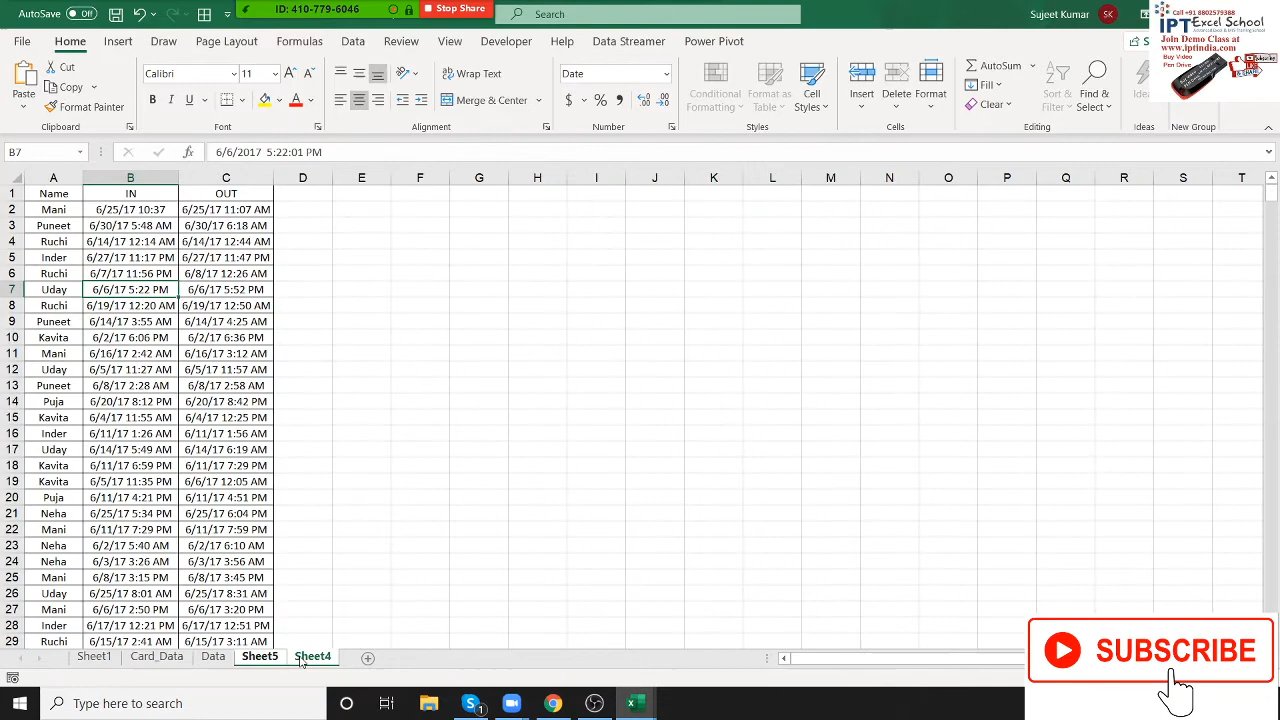 AutoSave Off
ID: 410-779-6046 Stop Share
Search
Sujeet Kumar SK
Call +91 8802579388
IPT Excel School
Join Demo Class at
www.iptindia.com
Buy Video
Pen Drive
File Home Insert Draw Page Layout Formulas Data Review View Developer Help Data Streamer Power Pivot
Paste
Cut
Copy
Format Painter
Clipboard
Calibri 11
B I U
Font
Wrap Text
Merge & Center
Alignment
Date
$ % ,
Number
Conditional Formatting
Format as Table
Cell Styles
Styles
Insert Delete Format
Cells
AutoSum
Fill
Clear
Sort & Filter
Find & Select
Editing
Ideas
Ideas
New Group
B7 fx 6/6/2017 5:22:01 PM
A B C D E F G H I J K L M N O P Q R S T
1 Name IN OUT
2 Mani 6/25/17 10:37 6/25/17 11:07 AM
3 Puneet 6/30/17 5:48 AM 6/30/17 6:18 AM
4 Ruchi 6/14/17 12:14 AM 6/14/17 12:44 AM
5 Inder 6/27/17 11:17 PM 6/27/17 11:47 PM
6 Ruchi 6/7/17 11:56 PM 6/8/17 12:26 AM
7 Uday 6/6/17 5:22 PM 6/6/17 5:52 PM
8 Ruchi 6/19/17 12:20 AM 6/19/17 12:50 AM
9 Puneet 6/14/17 3:55 AM 6/14/17 4:25 AM
10 Kavita 6/2/17 6:06 PM 6/2/17 6:36 PM
11 Mani 6/16/17 2:42 AM 6/16/17 3:12 AM
12 Uday 6/5/17 11:27 AM 6/5/17 11:57 AM
13 Puneet 6/8/17 2:28 AM 6/8/17 2:58 AM
14 Puja 6/20/17 8:12 PM 6/20/17 8:42 PM
15 Kavita 6/4/17 11:55 AM 6/4/17 12:25 PM
16 Inder 6/11/17 1:26 AM 6/11/17 1:56 AM
17 Uday 6/14/17 5:49 AM 6/14/17 6:19 AM
18 Kavita 6/11/17 6:59 PM 6/11/17 7:29 PM
19 Kavita 6/5/17 11:35 PM 6/6/17 12:05 AM
20 Puja 6/11/17 4:21 PM 6/11/17 4:51 PM
21 Neha 6/25/17 5:34 PM 6/25/17 6:04 PM
22 Mani 6/11/17 7:29 PM 6/11/17 7:59 PM
23 Neha 6/2/17 5:40 AM 6/2/17 6:10 AM
24 Neha 6/3/17 3:26 AM 6/3/17 3:56 AM
25 Mani 6/8/17 3:15 PM 6/8/17 3:45 PM
26 Uday 6/25/17 8:01 AM 6/25/17 8:31 AM
27 Mani 6/6/17 2:50 PM 6/6/17 3:20 PM
28 Inder 6/17/17 12:21 PM 6/17/17 12:51 PM
29 Ruchi 6/15/17 2:41 AM 6/15/17 3:11 AM
SUBSCRIBE
Sheet1 Card_Data Data Sheet5 Sheet4
Type here to search